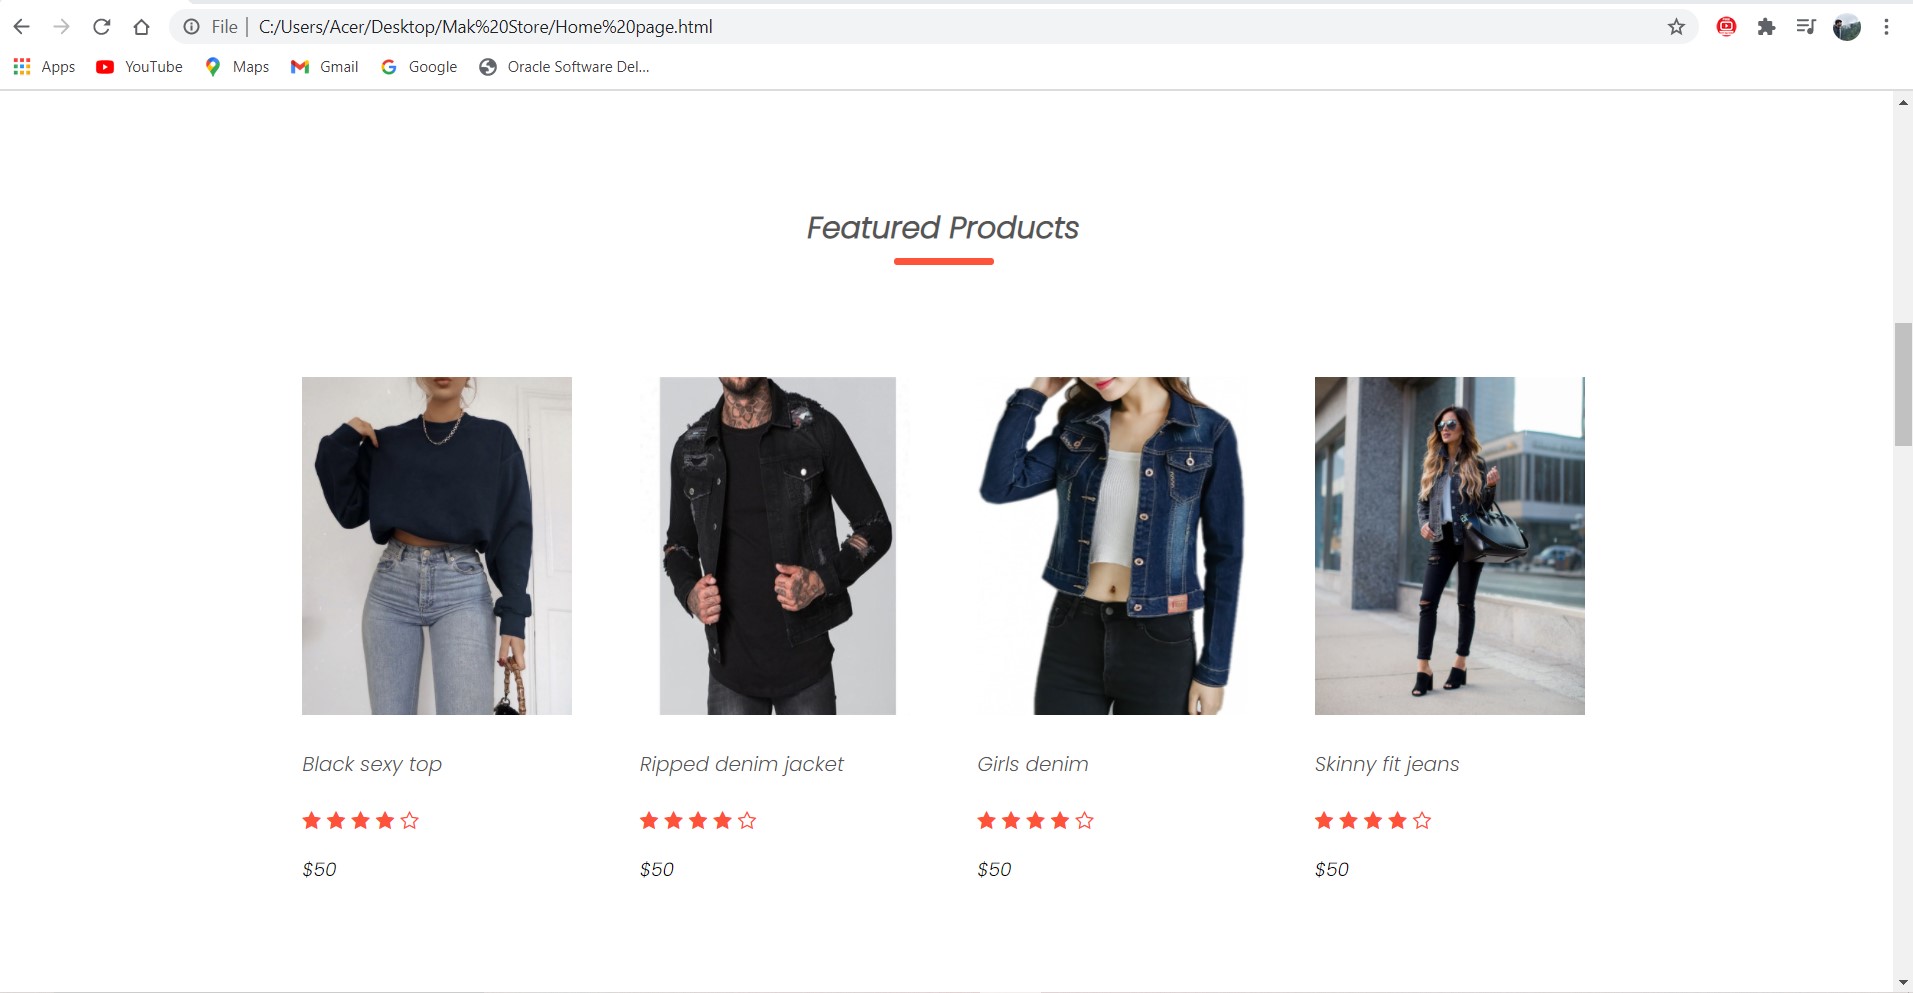 File | C:/Users/Acer/Desktop/Mak%20Store/Home%20page.html
Apps YouTube Maps Gmail Google Oracle Software Del...
Featured Products
Black sexy top Ripped denim jacket Girls denim Skinny fit jeans
$50 $50 $50 $50